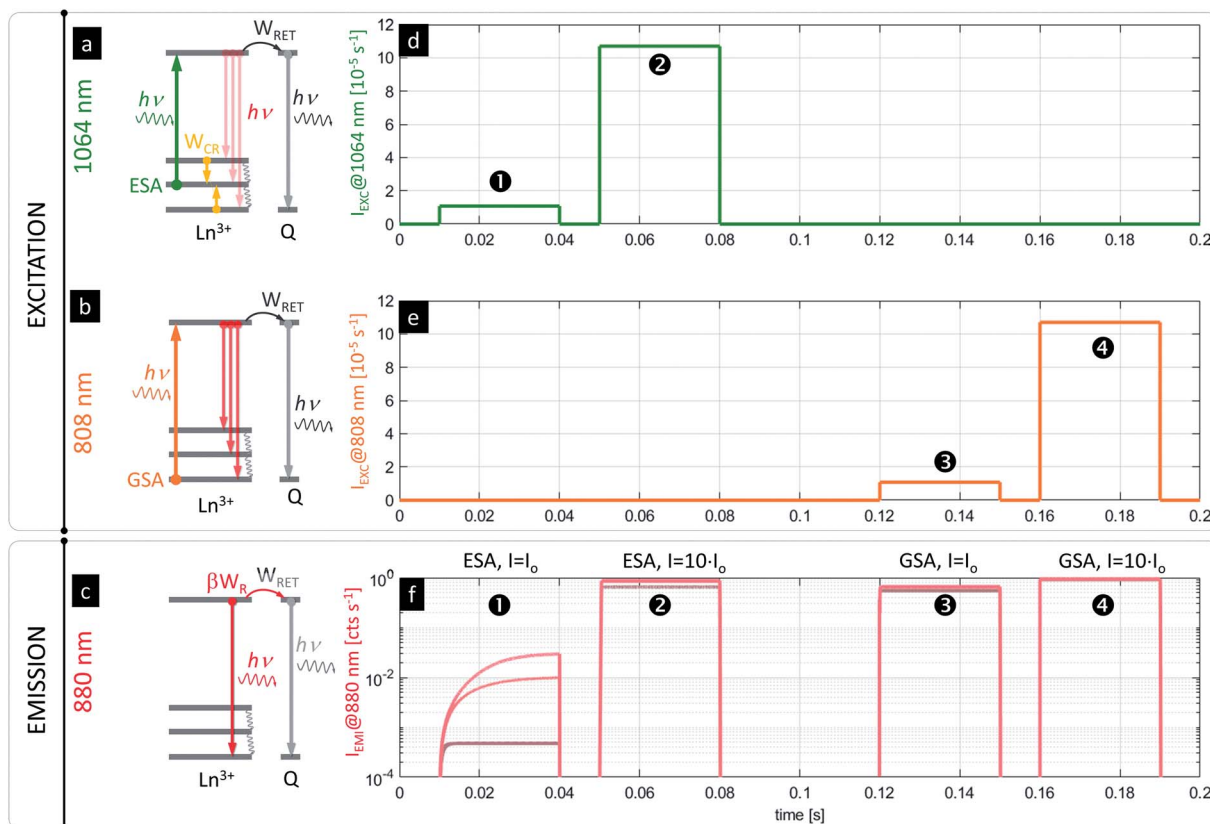 EXCITATION
1064 nm
a
W_RET
hν
hν
hν
W_CR
ESA
Ln³⁺
Q
d
I_EXC@1064 nm [10⁻⁵ s⁻¹]
12
10
8
6
4
2
0
❶
❷
0 0.02 0.04 0.06 0.08 0.1 0.12 0.14 0.16 0.18 0.2
808 nm
b
W_RET
hν
hν
GSA
Ln³⁺
Q
e
I_EXC@808 nm [10⁻⁵ s⁻¹]
12
10
8
6
4
2
0
❸
❹
0 0.02 0.04 0.06 0.08 0.1 0.12 0.14 0.16 0.18 0.2
EMISSION
880 nm
c
βW_R
W_RET
hν
hν
Ln³⁺
Q
ESA, I=I₀ ESA, I=10·I₀ GSA, I=I₀ GSA, I=10·I₀
f
I_EMI@880 nm [cts s⁻¹]
10⁰
10⁻²
10⁻⁴
❶ ❷ ❸ ❹
0 0.02 0.04 0.06 0.08 0.1 0.12 0.14 0.16 0.18 0.2
time [s]